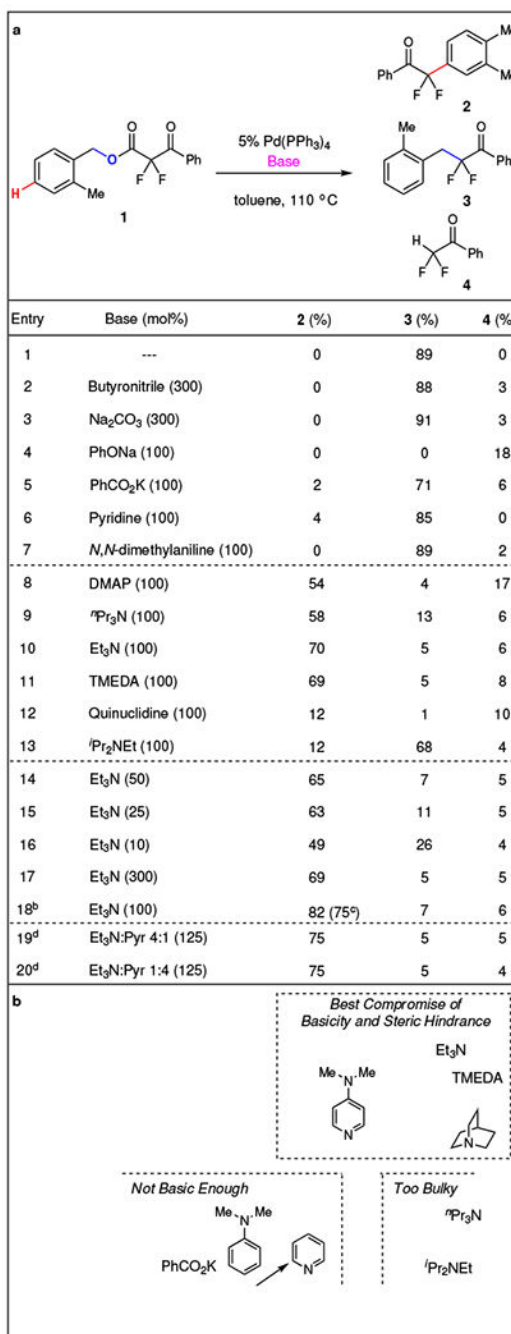 a
O
Ph
F F
Me
Me
2
H
Me
O
O O
F F
Ph
1
5% Pd(PPh3)4
Base
toluene, 110 °C
Me
O
Ph
F F
3
H
O
Ph
F F
4
Entry Base (mol%) 2 (%) 3 (%) 4 (%)
1 --- 0 89 0
2 Butyronitrile (300) 0 88 3
3 Na2CO3 (300) 0 91 3
4 PhONa (100) 0 0 18
5 PhCO2K (100) 2 71 6
6 Pyridine (100) 4 85 0
7 N,N-dimethylaniline (100) 0 89 2
8 DMAP (100) 54 4 17
9 nPr3N (100) 58 13 6
10 Et3N (100) 70 5 6
11 TMEDA (100) 69 5 8
12 Quinuclidine (100) 12 1 10
13 iPr2NEt (100) 12 68 4
14 Et3N (50) 65 7 5
15 Et3N (25) 63 11 5
16 Et3N (10) 49 26 4
17 Et3N (300) 69 5 5
18b Et3N (100) 82 (75c) 7 6
19d Et3N:Pyr 4:1 (125) 75 5 5
20d Et3N:Pyr 1:4 (125) 75 5 4
b
Best Compromise of
Basicity and Steric Hindrance
Et3N
Me N Me
TMEDA
N
N
Not Basic Enough
Me N Me
PhCO2K
N
Too Bulky
nPr3N
iPr2NEt